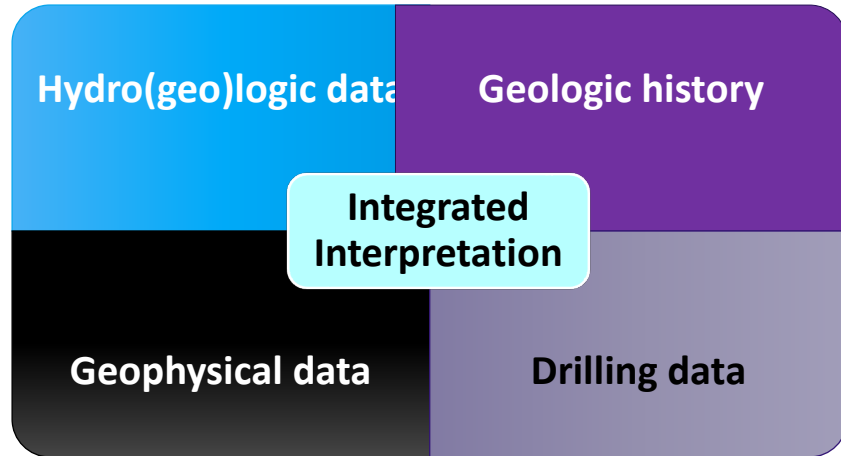 Hydro(geo)logic data
Geologic history
Integrated
Interpretation
Geophysical data
Drilling data